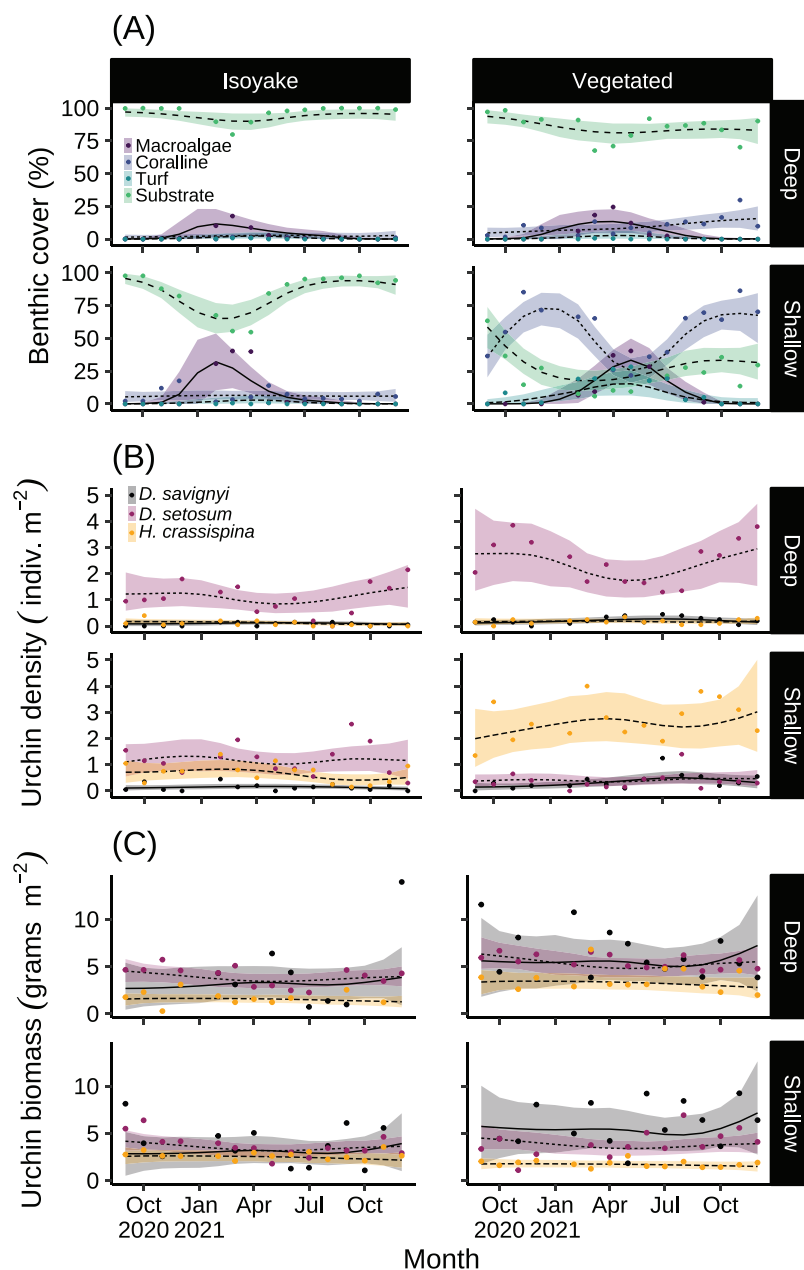 (A)
Isoyake
Vegetated
Benthic cover (%)
100
75
50
25
0
Macroalgae
Coralline
Turf
Substrate
Deep
100
75
50
25
0
Shallow
(B)
Urchin density ( indiv. m⁻²)
5
4
3
2
1
0
D. savignyi
D. setosum
H. crassispina
Deep
5
4
3
2
1
0
Shallow
(C)
Urchin biomass (grams m⁻²)
10
5
0
Deep
10
5
0
Shallow
Oct Jan Apr Jul Oct
2020 2021
Oct Jan Apr Jul Oct
2020 2021
Month